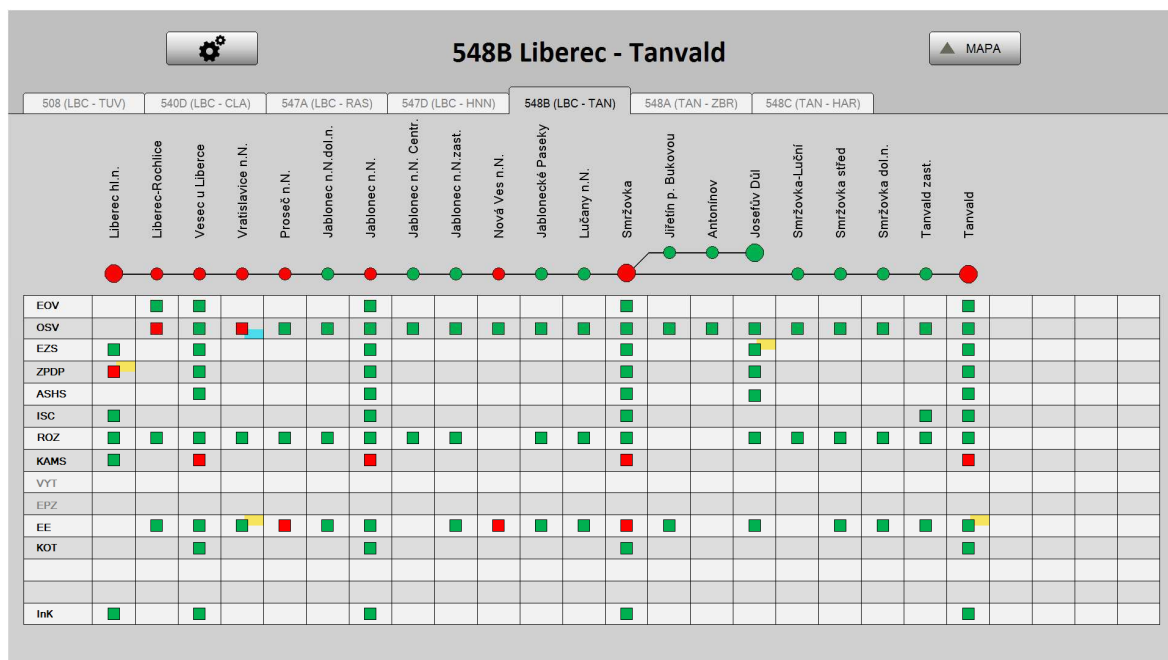 548B Liberec - Tanvald
MAPA
508 (LBC - TUV)
540D (LBC - CLA)
547A (LBC - RAS)
547D (LBC - HNN)
548B (LBC - TAN)
548A (TAN - ZBR)
548C (TAN - HAR)
Liberec hl.n.
Liberec-Rochlice
Vesec u Liberce
Vratislavice n.N.
Proseč n.N.
Jablonec n.N.dol.n.
Jablonec n.N.
Jablonec n.N. Centr.
Jablonec n.N.zast.
Nová Ves n.N.
Jablonecké Paseky
Lučany n.N.
Smržovka
Jiřetín p. Bukovou
Antonínov
Josefův Důl
Smržovka-Luční
Smržovka střed
Smržovka dol.n.
Tanvald zast.
Tanvald
EOV
OSV
EZS
ZPDP
ASHS
ISC
ROZ
KAMS
VYT
EPZ
EE
KOT
InK